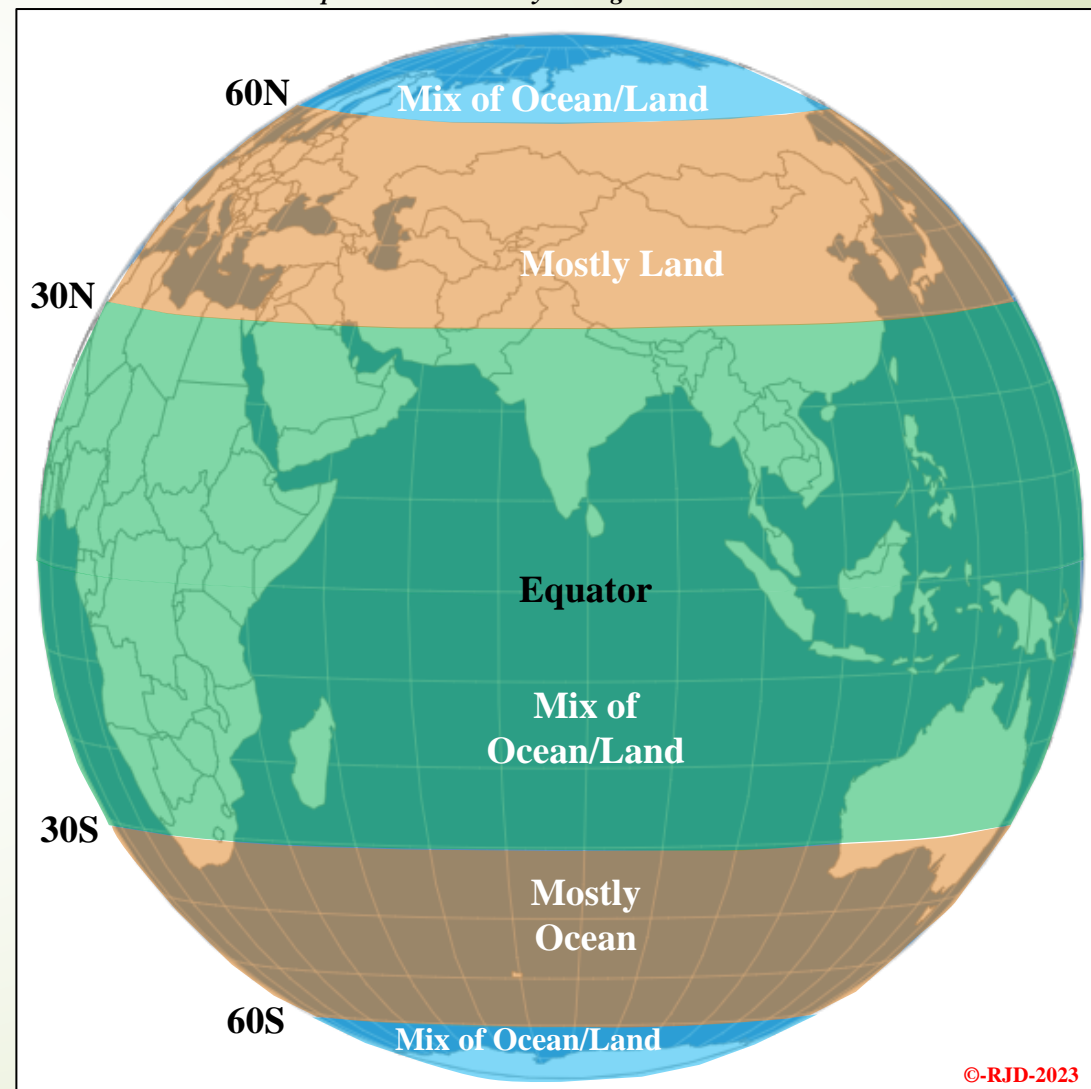 60N
Mix of Ocean/Land
Mostly Land
30N
Equator
Mix of
Ocean/Land
30S
Mostly
Ocean
60S
Mix of Ocean/Land
©-RJD-2023